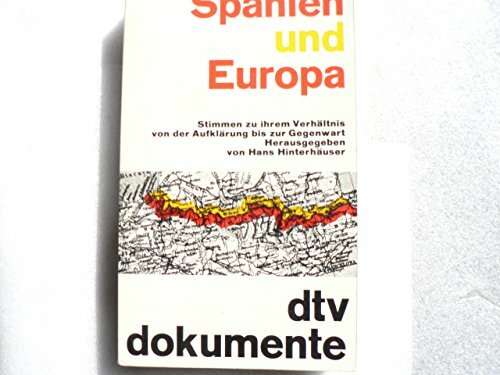 Spanien
und
Europa
Stimmen zu ihrem Verhältnis
von der Aufklärung bis zur Gegenwart
Herausgegeben
von Hans Hinterhäuser
dtv
dokumente